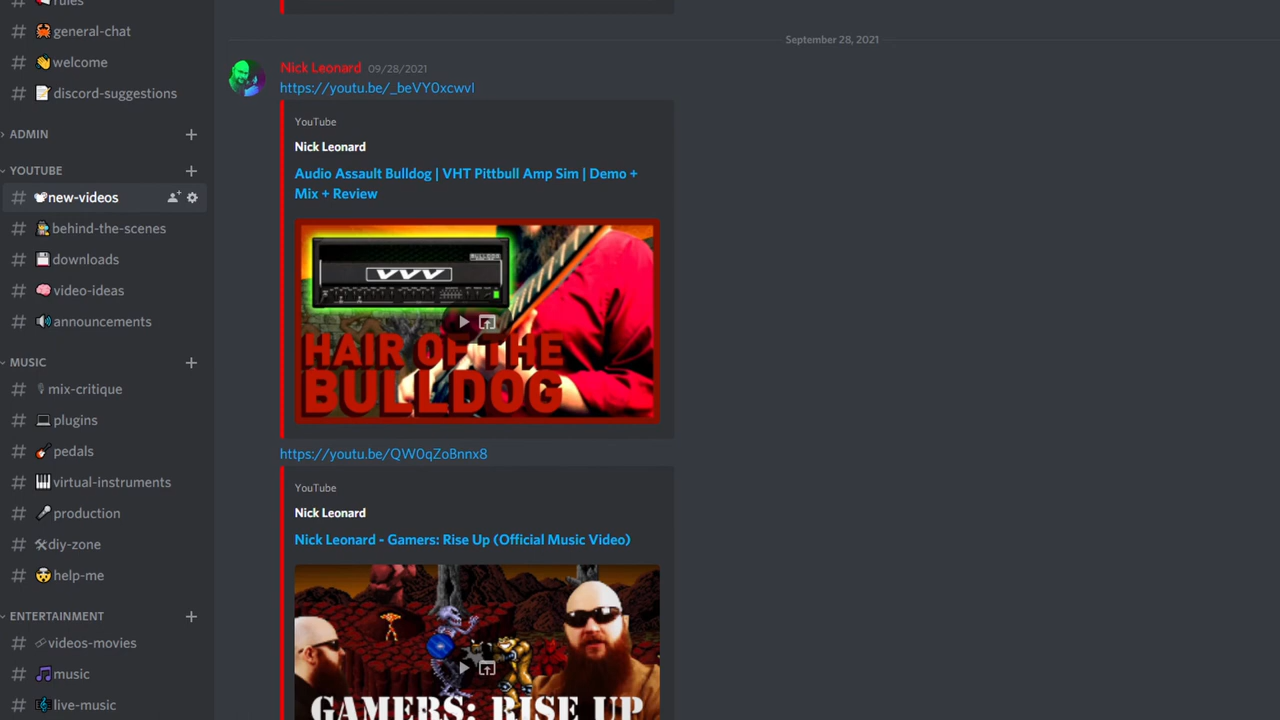 rules
general-chat
welcome
discord-suggestions
ADMIN
YOUTUBE
new-videos
behind-the-scenes
downloads
video-ideas
announcements
MUSIC
mix-critique
plugins
pedals
virtual-instruments
production
diy-zone
help-me
ENTERTAINMENT
videos-movies
music
live-music
September 28, 2021
Nick Leonard 09/28/2021
https://youtu.be/_beVY0xcwvI
YouTube
Nick Leonard
Audio Assault Bulldog | VHT Pittbull Amp Sim | Demo +
Mix + Review
VVV
HAIR OF THE
BULLDOG
https://youtu.be/QW0qZoBnnx8
YouTube
Nick Leonard
Nick Leonard - Gamers: Rise Up (Official Music Video)
GAMERS: RISE UP